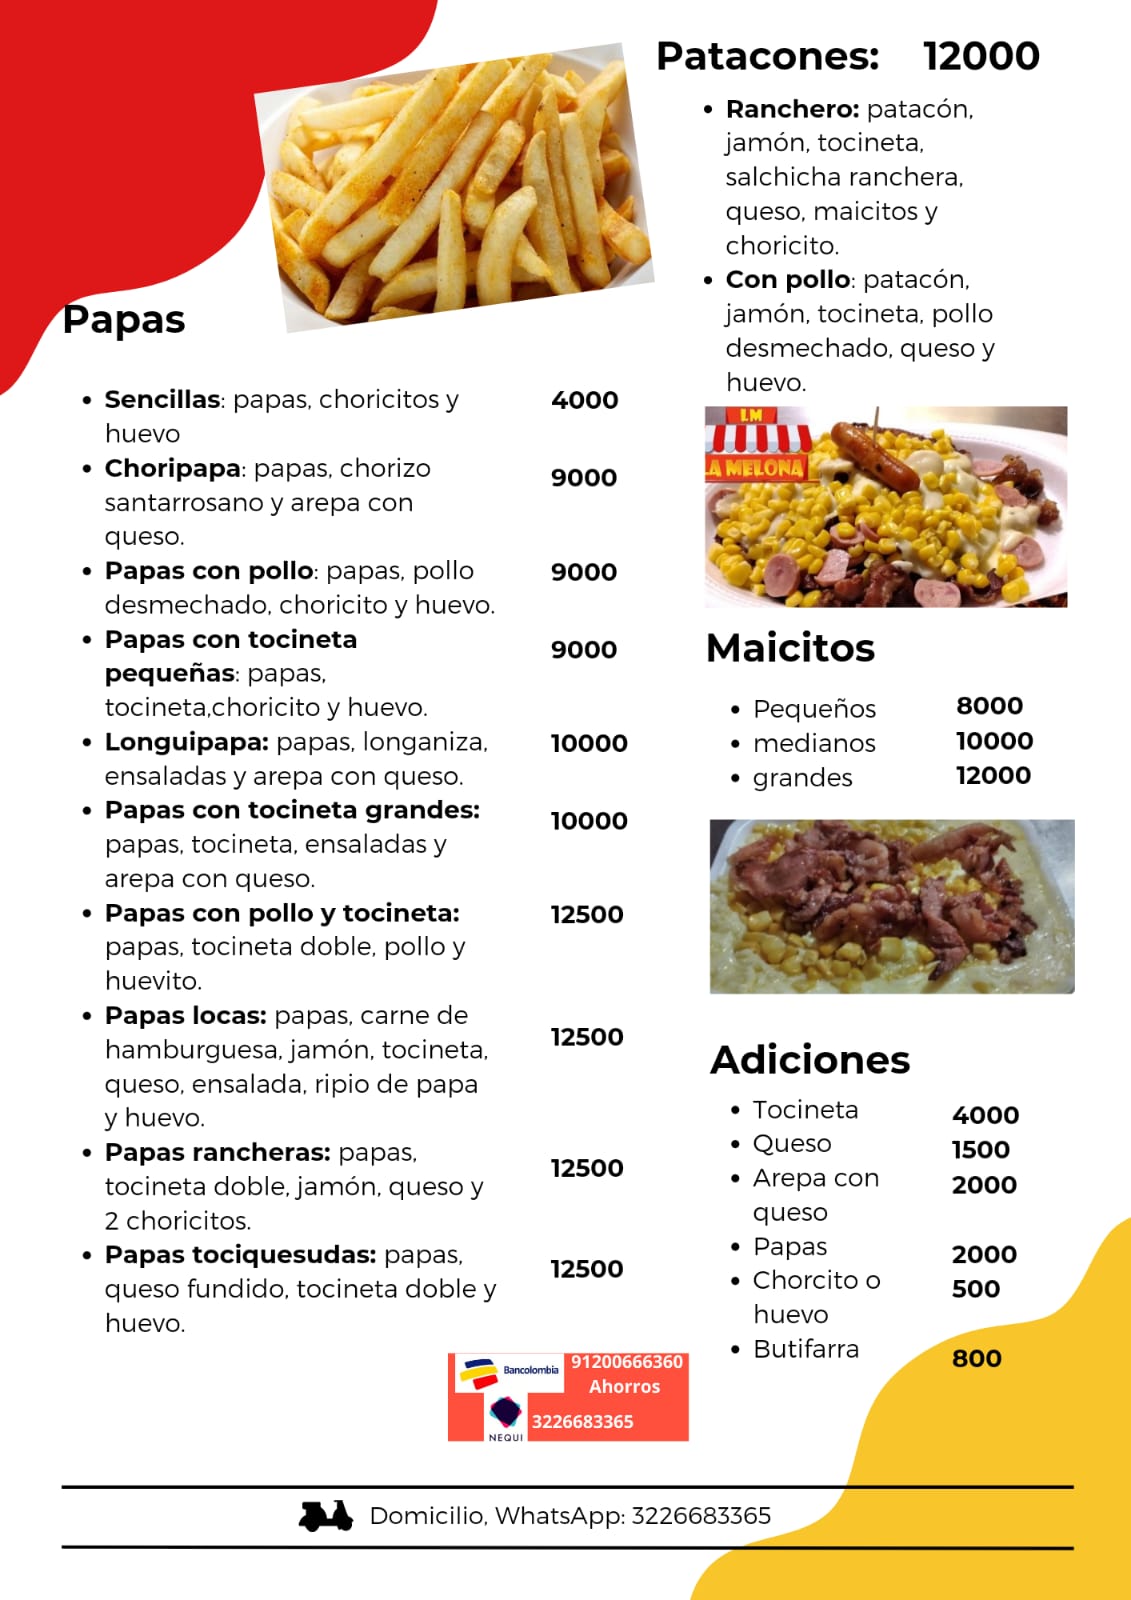 Patacones: 12000
• Ranchero: patacón,
jamón, tocineta,
salchicha ranchera,
queso, maicitos y
choricito.
• Con pollo: patacón,
jamón, tocineta, pollo
desmechado, queso y
huevo.
LM
LA MELONA
Papas
• Sencillas: papas, choricitos y 4000
huevo
• Choripapa: papas, chorizo 9000
santarrosano y arepa con
queso.
• Papas con pollo: papas, pollo 9000
desmechado, choricito y huevo.
• Papas con tocineta 9000
pequeñas: papas,
tocineta,choricito y huevo.
• Longuipapa: papas, longaniza, 10000
ensaladas y arepa con queso.
• Papas con tocineta grandes: 10000
papas, tocineta, ensaladas y
arepa con queso.
• Papas con pollo y tocineta: 12500
papas, tocineta doble, pollo y
huevito.
• Papas locas: papas, carne de 12500
hamburguesa, jamón, tocineta,
queso, ensalada, ripio de papa
y huevo.
• Papas rancheras: papas, 12500
tocineta doble, jamón, queso y
2 choricitos.
• Papas tociquesudas: papas, 12500
queso fundido, tocineta doble y
huevo.
Maicitos
• Pequeños 8000
• medianos 10000
• grandes 12000
Adiciones
• Tocineta 4000
• Queso 1500
• Arepa con 2000
queso
• Papas 2000
• Chorcito o 500
huevo
• Butifarra 800
Bancolombia 91200666360
Ahorros
NEQUI 3226683365
Domicilio, WhatsApp: 3226683365